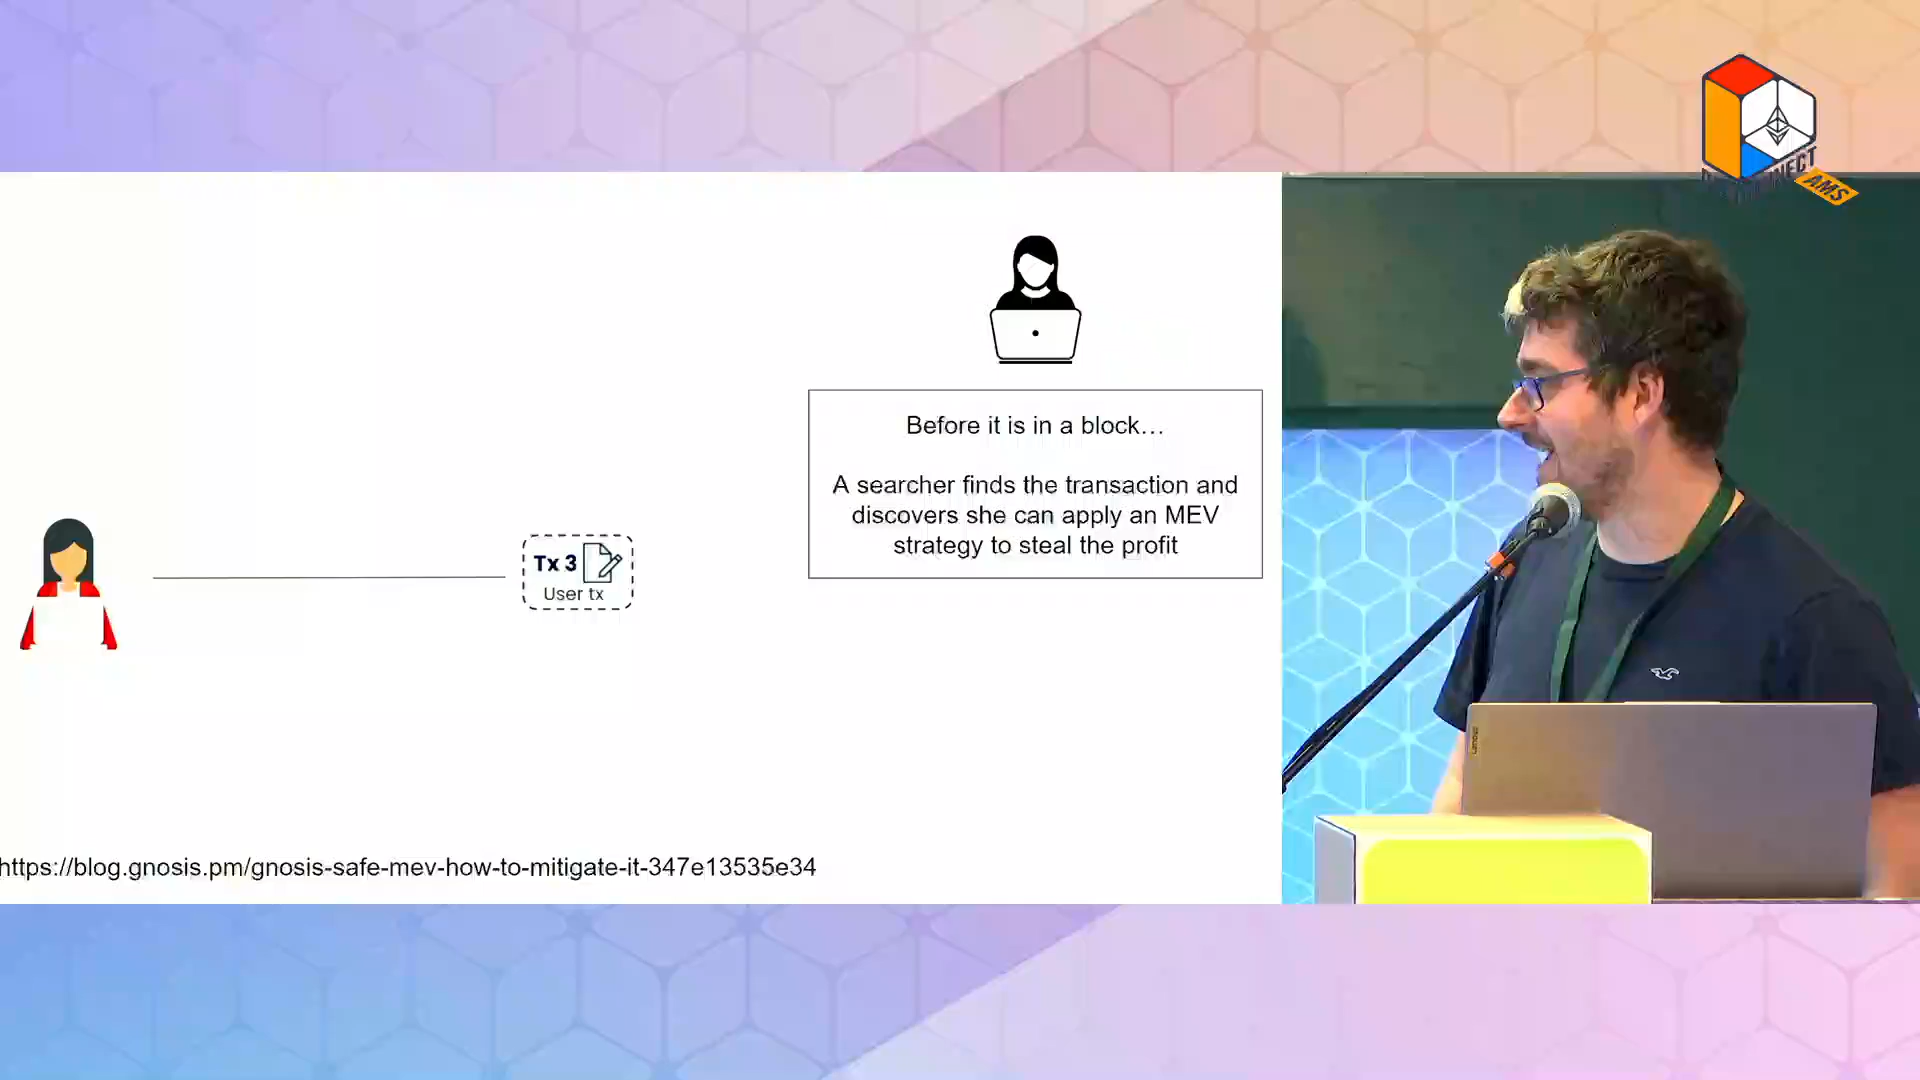 AMS
Before it is in a block…
A searcher finds the transaction and
discovers she can apply an MEV
strategy to steal the profit
Tx 3
User tx
https://blog.gnosis.pm/gnosis-safe-mev-how-to-mitigate-it-347e13535e34
Lenovo